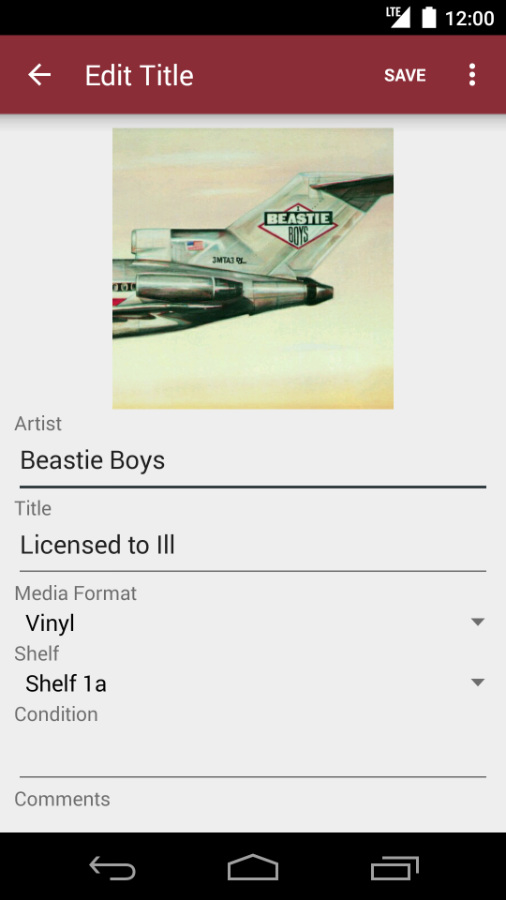 LTE 12:00
Edit Title SAVE
BEASTIE
BOYS
3MTA3
Artist
Beastie Boys
Title
Licensed to Ill
Media Format
Vinyl
Shelf
Shelf 1a
Condition
Comments